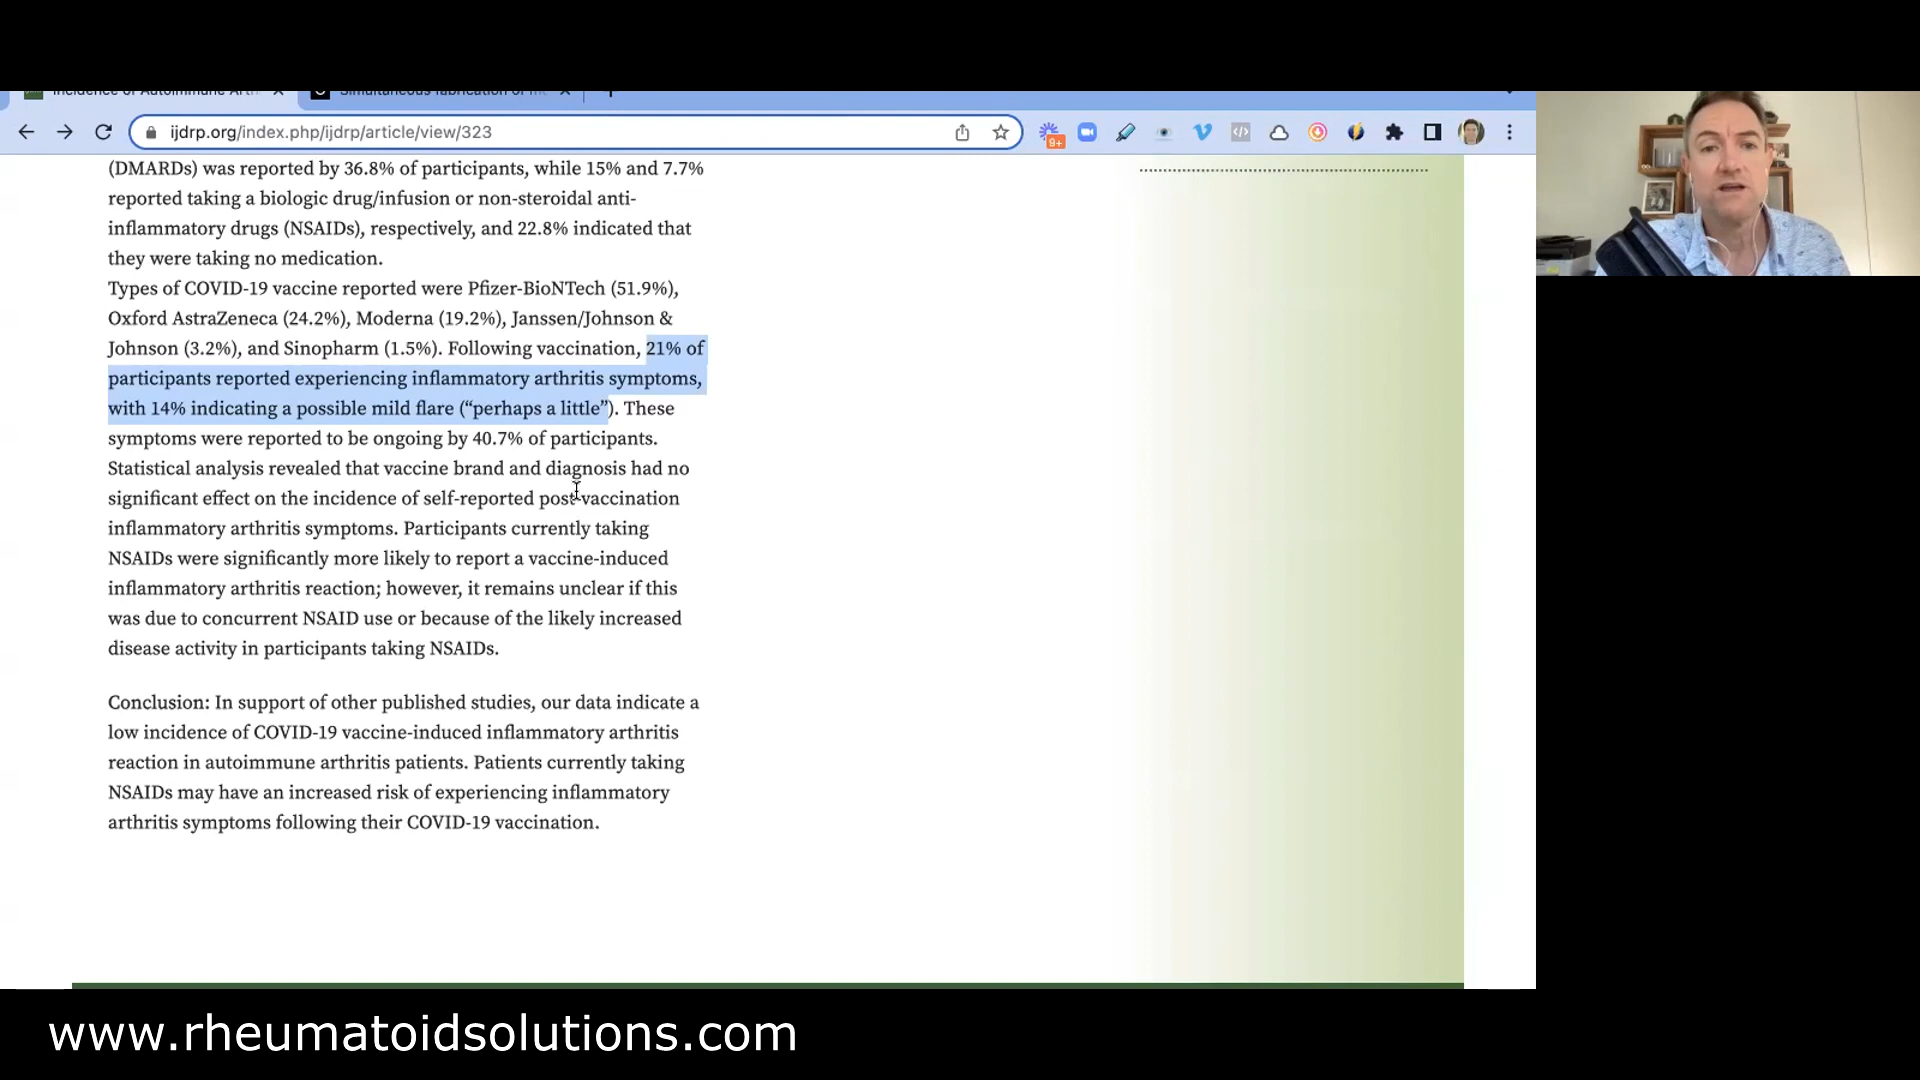 Incidence of Autoimmune Arth
Simultaneous fabrication of m
ijdrp.org/index.php/ijdrp/article/view/323
9+
(DMARDs) was reported by 36.8% of participants, while 15% and 7.7%
reported taking a biologic drug/infusion or non-steroidal anti-
inflammatory drugs (NSAIDs), respectively, and 22.8% indicated that
they were taking no medication.
Types of COVID-19 vaccine reported were Pfizer-BioNTech (51.9%),
Oxford AstraZeneca (24.2%), Moderna (19.2%), Janssen/Johnson &
Johnson (3.2%), and Sinopharm (1.5%). Following vaccination, 21% of
participants reported experiencing inflammatory arthritis symptoms,
with 14% indicating a possible mild flare (“perhaps a little”). These
symptoms were reported to be ongoing by 40.7% of participants.
Statistical analysis revealed that vaccine brand and diagnosis had no
significant effect on the incidence of self-reported post-vaccination
inflammatory arthritis symptoms. Participants currently taking
NSAIDs were significantly more likely to report a vaccine-induced
inflammatory arthritis reaction; however, it remains unclear if this
was due to concurrent NSAID use or because of the likely increased
disease activity in participants taking NSAIDs.
Conclusion: In support of other published studies, our data indicate a
low incidence of COVID-19 vaccine-induced inflammatory arthritis
reaction in autoimmune arthritis patients. Patients currently taking
NSAIDs may have an increased risk of experiencing inflammatory
arthritis symptoms following their COVID-19 vaccination.
www.rheumatoidsolutions.com